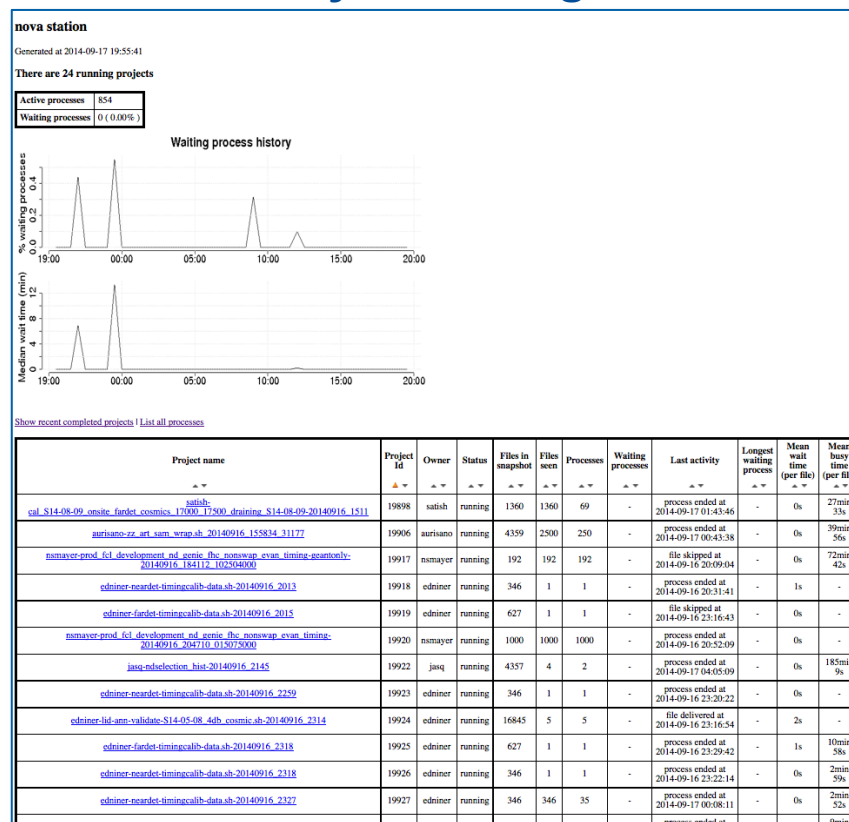 nova station
Generated at 2014-09-17 19:55:41
There are 24 running projects
Active processes 854
Waiting processes 0 ( 0.00% )
Waiting process history
% waiting processes
0.0 0.2 0.4
19:00 00:00 05:00 10:00 15:00 20:00
Median wait time (min)
0 4 8 12
19:00 00:00 05:00 10:00 15:00 20:00
Show recent completed projects | List all processes
Project name Project Id Owner Status Files in snapshot Files seen Processes Waiting processes Last activity Longest waiting process Mean wait time (per file) Mean busy time
satish-
cal_S14-08-09_onsite_fardet_cosmics_17000_17500_draining_S14-08-09-20140916_1511 19898 satish running 1360 1360 69 - process ended at 2014-09-17 01:43:46 - 0s 27min 33s
aurisano-zz_art_sam_wrap.sh_20140916_155834_31177 19906 aurisano running 4359 2500 250 - process ended at 2014-09-17 00:43:38 - 0s 39min 56s
nsmayer-prod_fcl_development_nd_genie_fhc_nonswap_evan_timing-geantonly-
20140916_184112_102504000 19917 nsmayer running 192 192 192 - file skipped at 2014-09-16 20:09:04 - 0s 72min 42s
edniner-neardet-timingcalib-data.sh-20140916_2013 19918 edniner running 346 1 1 - process ended at 2014-09-16 20:31:41 - 1s -
edniner-fardet-timingcalib-data.sh-20140916_2015 19919 edniner running 627 1 1 - file skipped at 2014-09-16 23:16:43 - 0s -
nsmayer-prod_fcl_development_nd_genie_fhc_nonswap_evan_timing-
20140916_204710_015075000 19920 nsmayer running 1000 1000 1000 - process ended at 2014-09-16 20:52:09 - 0s -
jasq-ndselection_hist-20140916_2145 19922 jasq running 4357 4 2 - process ended at 2014-09-17 04:05:09 - 0s 185min 9s
edniner-neardet-timingcalib-data.sh-20140916_2259 19923 edniner running 346 1 1 - process ended at 2014-09-16 23:20:22 - 0s -
edniner-lid-ann-validate-S14-05-08_4db_cosmic.sh-20140916_2314 19924 edniner running 16845 5 5 - file delivered at 2014-09-16 23:16:54 - 2s -
edniner-fardet-timingcalib-data.sh-20140916_2318 19925 edniner running 627 1 1 - process ended at 2014-09-16 23:29:42 - 1s 10min 58s
edniner-neardet-timingcalib-data.sh-20140916_2318 19926 edniner running 346 1 1 - process ended at 2014-09-16 23:22:14 - 0s 2min 59s
edniner-neardet-timingcalib-data.sh-20140916_2327 19927 edniner running 346 346 35 - process ended at 2014-09-17 00:08:11 - 0s 2min 52s